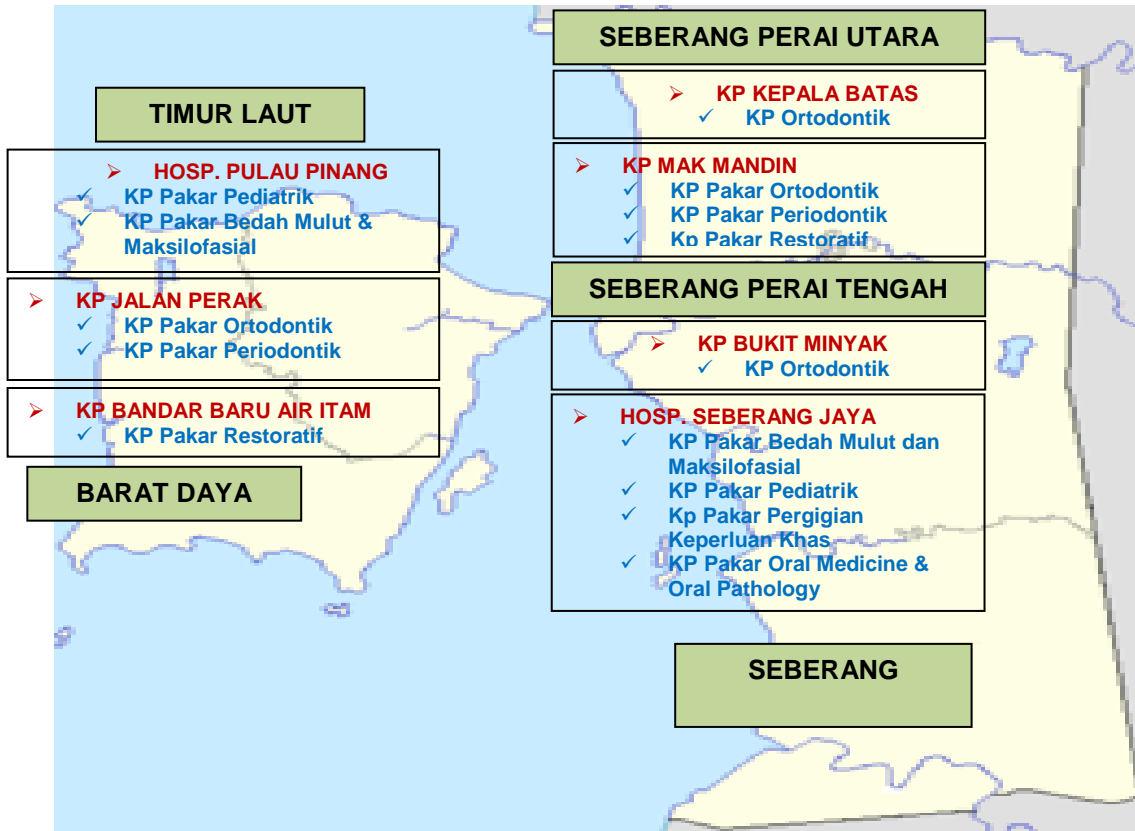 TIMUR LAUT
➢ HOSP. PULAU PINANG
✓ KP Pakar Pediatrik
✓ KP Pakar Bedah Mulut &
Maksilofasial
➢ KP JALAN PERAK
✓ KP Pakar Ortodontik
✓ KP Pakar Periodontik
➢ KP BANDAR BARU AIR ITAM
✓ KP Pakar Restoratif
BARAT DAYA
SEBERANG PERAI UTARA
➢ KP KEPALA BATAS
✓ KP Ortodontik
➢ KP MAK MANDIN
✓ KP Pakar Ortodontik
✓ KP Pakar Periodontik
✓ Kp Pakar Restoratif
SEBERANG PERAI TENGAH
➢ KP BUKIT MINYAK
✓ KP Ortodontik
➢ HOSP. SEBERANG JAYA
✓ KP Pakar Bedah Mulut dan
Maksilofasial
✓ KP Pakar Pediatrik
✓ Kp Pakar Pergigian
Keperluan Khas
✓ KP Pakar Oral Medicine &
Oral Pathology
SEBERANG